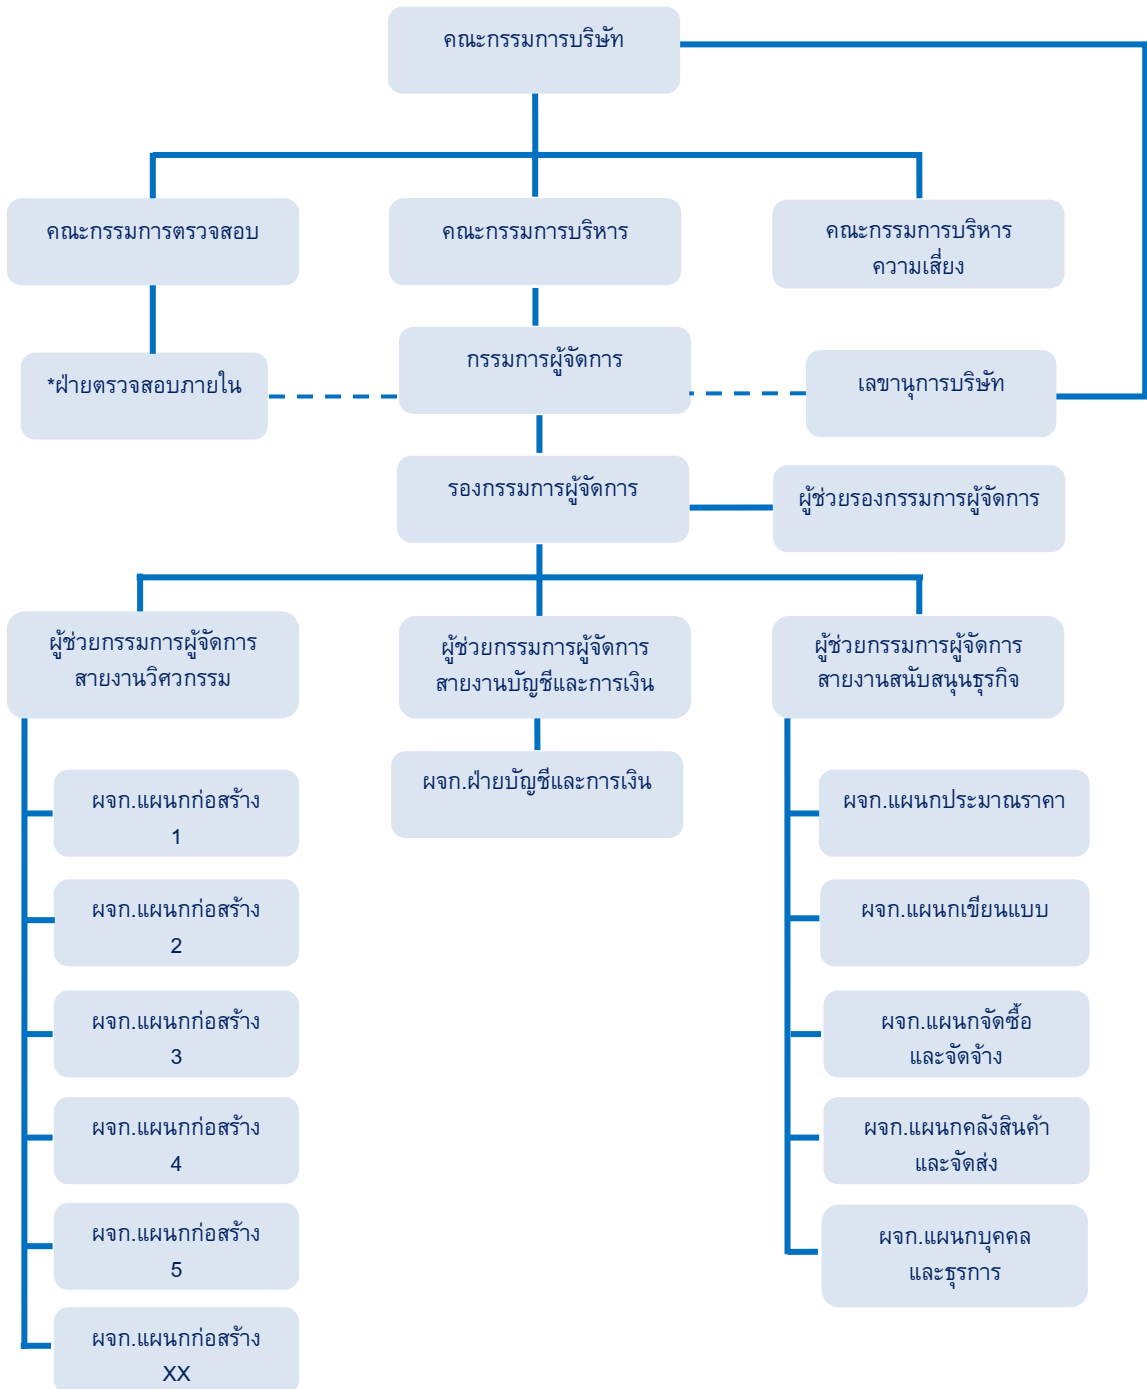 คณะกรรมการบริษัท
คณะกรรมการตรวจสอบ
คณะกรรมการบริหาร
คณะกรรมการบริหาร
ความเสี่ยง
*ฝ่ายตรวจสอบภายใน
กรรมการผู้จัดการ
เลขานุการบริษัท
รองกรรมการผู้จัดการ
ผู้ช่วยรองกรรมการผู้จัดการ
ผู้ช่วยกรรมการผู้จัดการ
สายงานวิศวกรรม
ผู้ช่วยกรรมการผู้จัดการ
สายงานบัญชีและการเงิน
ผู้ช่วยกรรมการผู้จัดการ
สายงานสนับสนุนธุรกิจ
ผจก.แผนกก่อสร้าง
1
ผจก.แผนกก่อสร้าง
2
ผจก.แผนกก่อสร้าง
3
ผจก.แผนกก่อสร้าง
4
ผจก.แผนกก่อสร้าง
5
ผจก.แผนกก่อสร้าง
XX
ผจก.ฝ่ายบัญชีและการเงิน
ผจก.แผนกประมาณราคา
ผจก.แผนกเขียนแบบ
ผจก.แผนกจัดซื้อ
และจัดจ้าง
ผจก.แผนกคลังสินค้า
และจัดส่ง
ผจก.แผนกบุคคล
และธุรการ